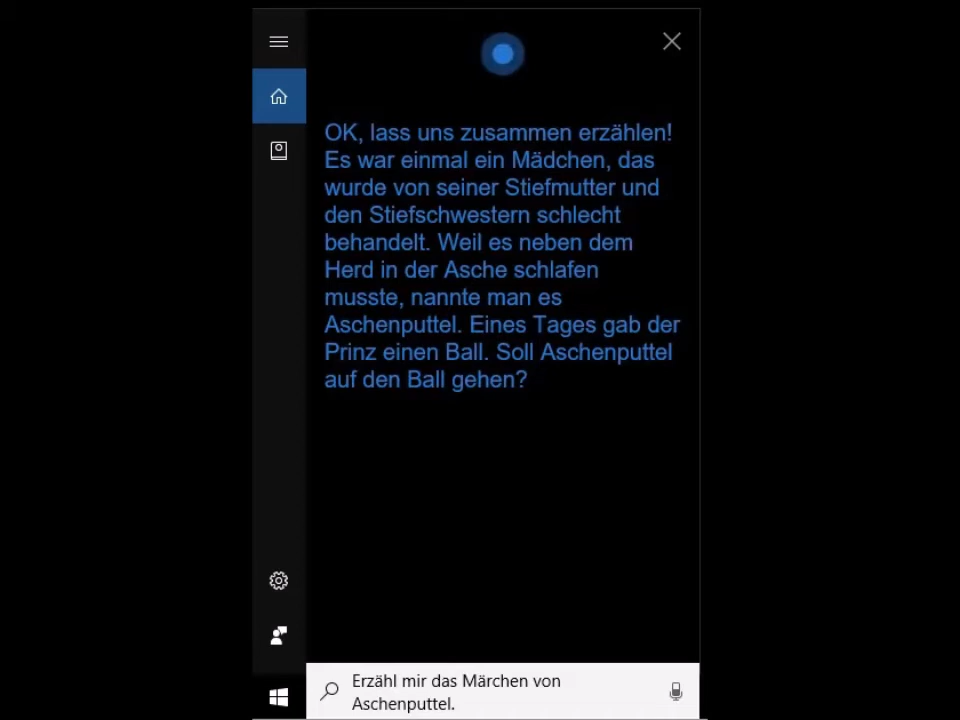 OK, lass uns zusammen erzählen!
Es war einmal ein Mädchen, das
wurde von seiner Stiefmutter und
den Stiefschwestern schlecht
behandelt. Weil es neben dem
Herd in der Asche schlafen
musste, nannte man es
Aschenputtel. Eines Tages gab der
Prinz einen Ball. Soll Aschenputtel
auf den Ball gehen?
Erzähl mir das Märchen von
Aschenputtel.